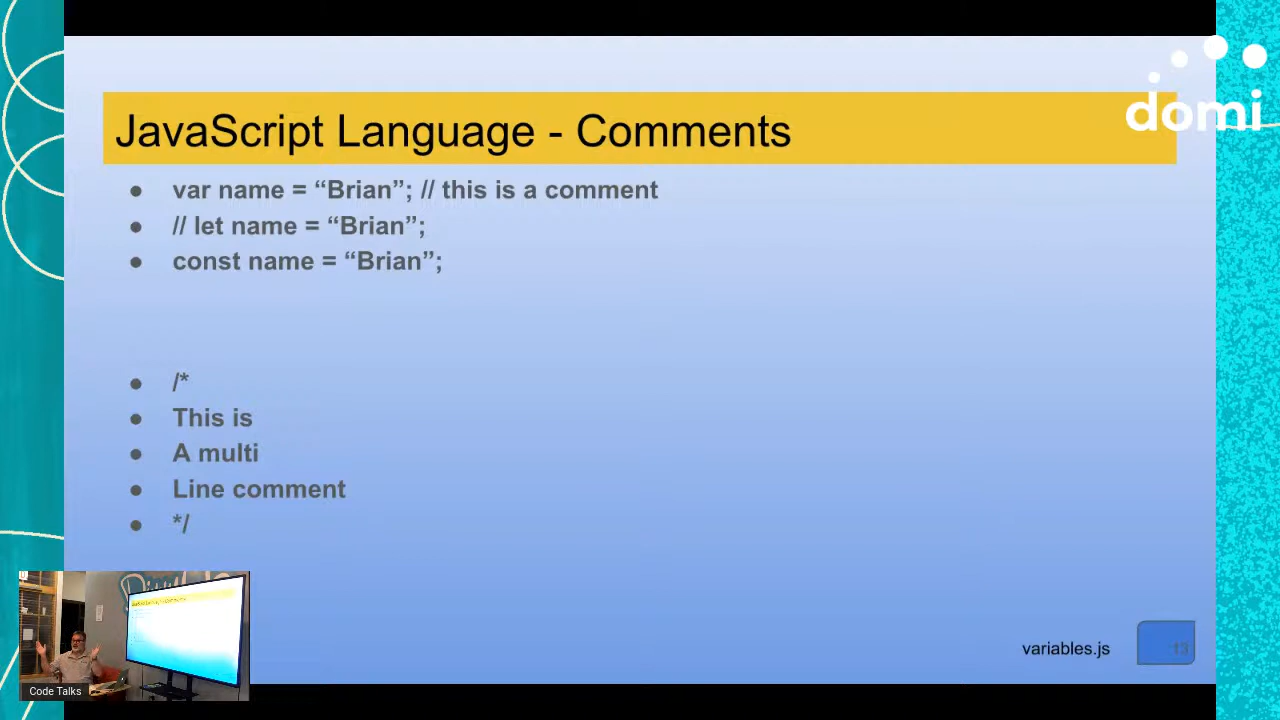 domi
JavaScript Language - Comments
● var name = “Brian”; // this is a comment
● // let name = “Brian”;
● const name = “Brian”;
● /*
● This is
● A multi
● Line comment
● */
variables.js
13
Code Talks